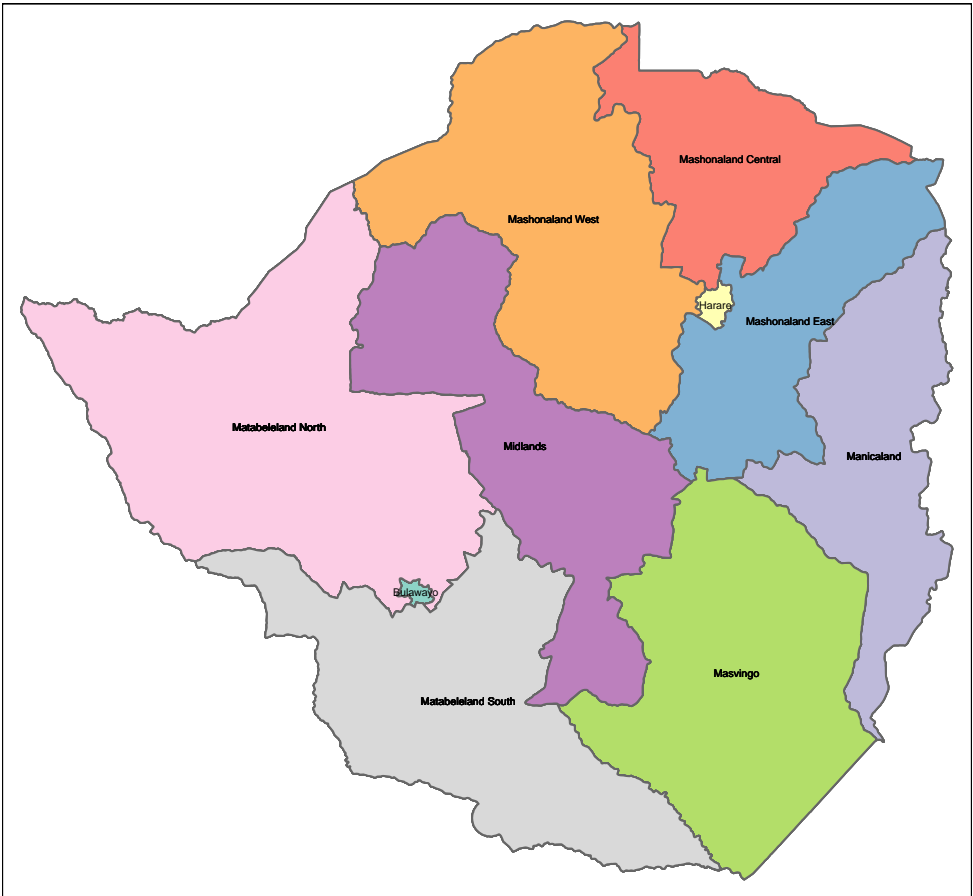 Mashonaland Central
Mashonaland West
Harare
Mashonaland East
Matabeleland North
Midlands
Manicaland
Bulawayo
Masvingo
Matabeleland South